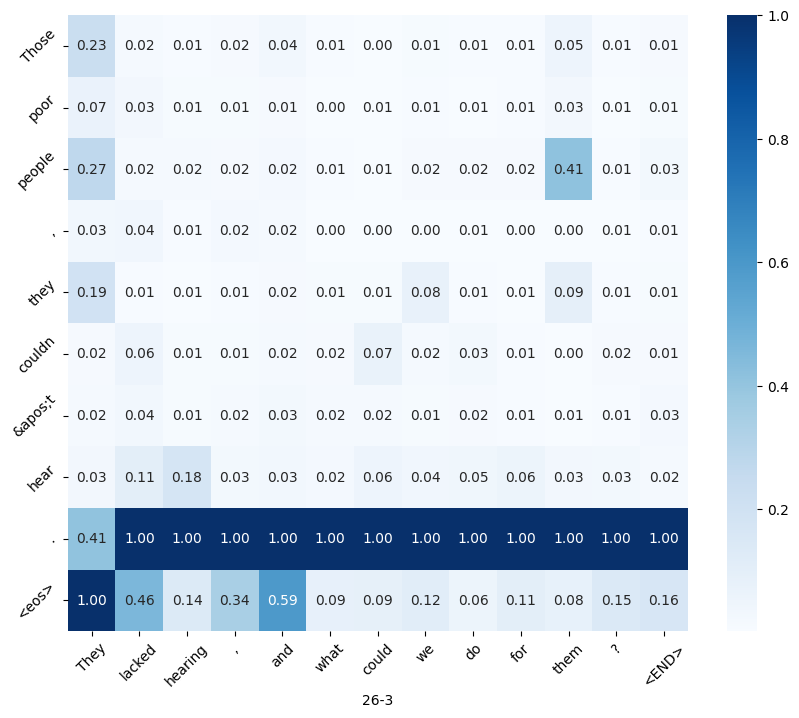 1.0
Those 0.23 0.02 0.01 0.02 0.04 0.01 0.00 0.01 0.01 0.01 0.05 0.01 0.01
poor 0.07 0.03 0.01 0.01 0.01 0.00 0.01 0.01 0.01 0.01 0.03 0.01 0.01
0.8
people 0.27 0.02 0.02 0.02 0.02 0.01 0.01 0.02 0.02 0.02 0.41 0.01 0.03
, 0.03 0.04 0.01 0.02 0.02 0.00 0.00 0.00 0.01 0.00 0.00 0.01 0.01
0.6
they 0.19 0.01 0.01 0.01 0.02 0.01 0.01 0.08 0.01 0.01 0.09 0.01 0.01
couldn 0.02 0.06 0.01 0.01 0.02 0.02 0.07 0.02 0.03 0.01 0.00 0.02 0.01
0.4
&apos;t 0.02 0.04 0.01 0.02 0.03 0.02 0.02 0.01 0.02 0.01 0.01 0.01 0.03
hear 0.03 0.11 0.18 0.03 0.03 0.02 0.06 0.04 0.05 0.06 0.03 0.03 0.02
0.2
. 0.41 1.00 1.00 1.00 1.00 1.00 1.00 1.00 1.00 1.00 1.00 1.00 1.00
<eos> 1.00 0.46 0.14 0.34 0.59 0.09 0.09 0.12 0.06 0.11 0.08 0.15 0.16
They lacked hearing , and what could we do for them ? <END>
26-3